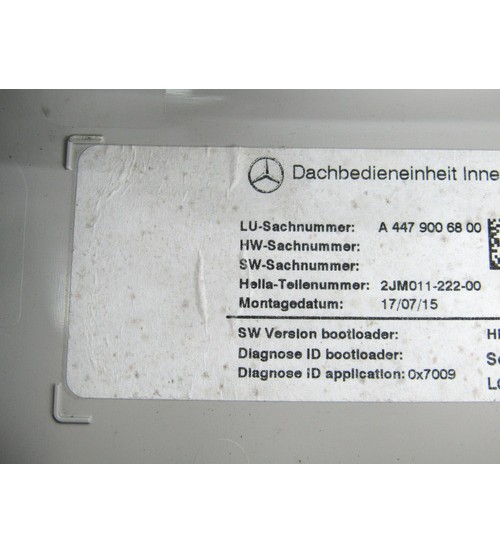 Dachbedieneinheit Inne
LU-Sachnummer: A 447 900 68 00
HW-Sachnummer:
SW-Sachnummer:
Hella-Teilenummer: 2JM011-222-00
Montagedatum: 17/07/15
SW Version bootloader:
Diagnose ID bootloader:
Diagnose ID application: 0x7009